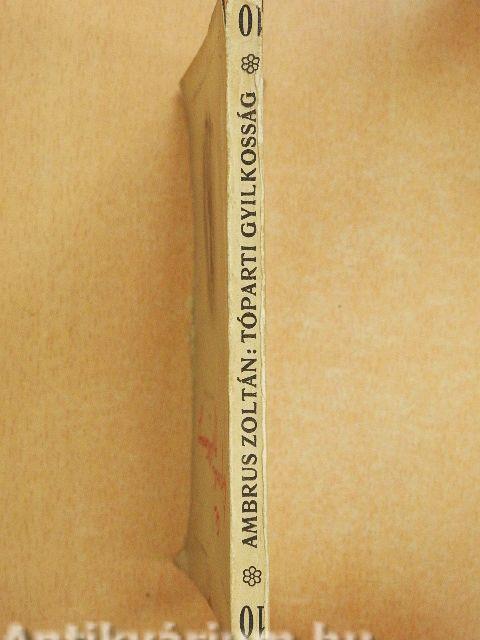 10
AMBRUS ZOLTÁN: TÓPARTI GYILKOSSÁG
10
Antikvárium.hu